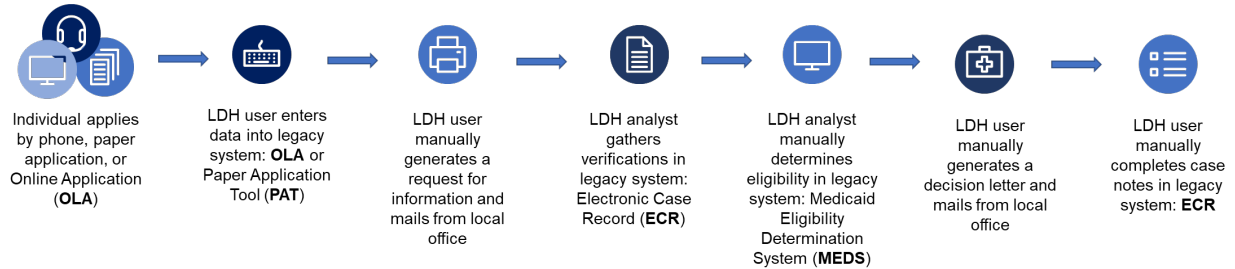 Individual applies
by phone, paper
application, or
Online Application
(OLA)
LDH user enters
data into legacy
system: OLA or
Paper Application
Tool (PAT)
LDH user
manually
generates a
request for
information and
mails from local
office
LDH analyst
gathers
verifications in
legacy system:
Electronic Case
Record (ECR)
LDH analyst
manually
determines
eligibility in legacy
system: Medicaid
Eligibility
Determination
System (MEDS)
LDH user
manually
generates a
decision letter and
mails from local
office
LDH user
manually
completes case
notes in legacy
system: ECR